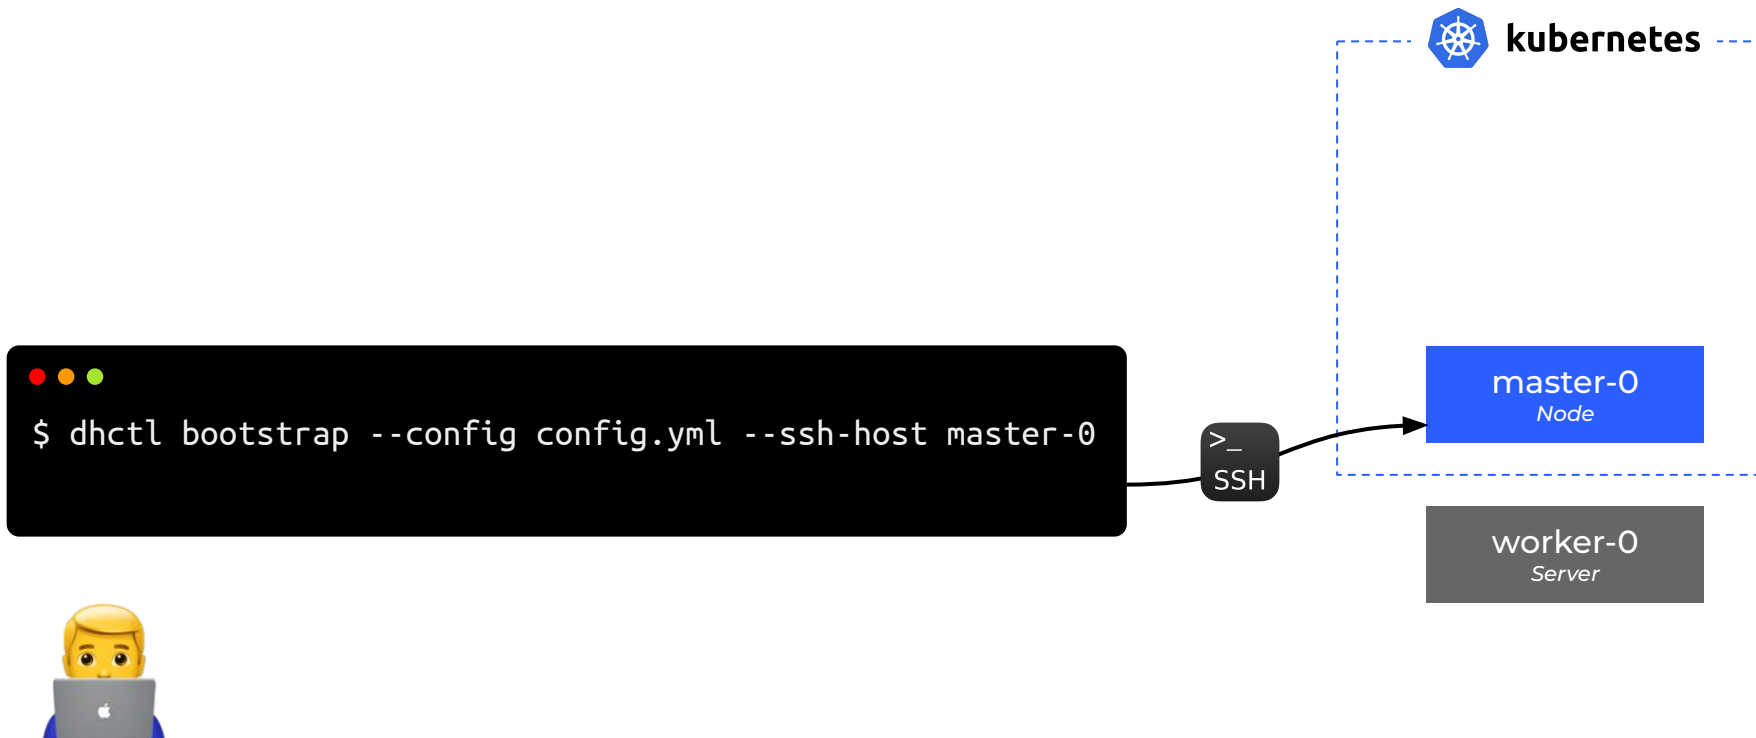 kubernetes
$ dhctl bootstrap --config config.yml --ssh-host master-0
>_
SSH
master-0
Node
worker-0
Server